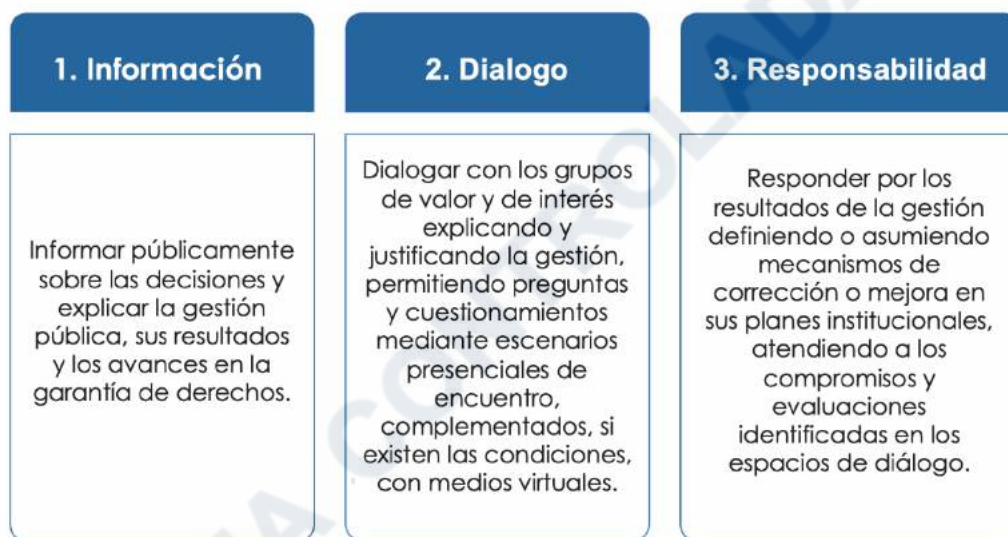 1. Información
Informar públicamente
sobre las decisiones y
explicar la gestión
pública, sus resultados
y los avances en la
garantía de derechos.
2. Dialogo
Dialogar con los grupos
de valor y de interés
explicando y
justificando la gestión,
permitiendo preguntas
y cuestionamientos
mediante escenarios
presenciales de
encuentro,
complementados, si
existen las condiciones,
con medios virtuales.
3. Responsabilidad
Responder por los
resultados de la gestión
definiendo o asumiendo
mecanismos de
corrección o mejora en
sus planes institucionales,
atendiendo a los
compromisos y
evaluaciones
identificadas en los
espacios de diálogo.